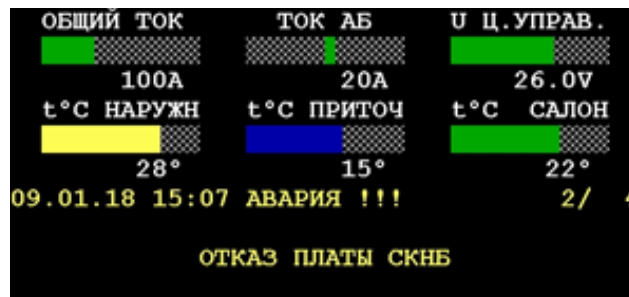 ОБЩИЙ ТОК ТОК АБ U Ц.УПРАВ.
100А 20А 26.0V
t°C НАРУЖН t°C ПРИТОЧ t°C САЛОН
28° 15° 22°
09.01.18 15:07 АВАРИЯ !!! 2/
ОТКАЗ ПЛАТЫ СКНБ